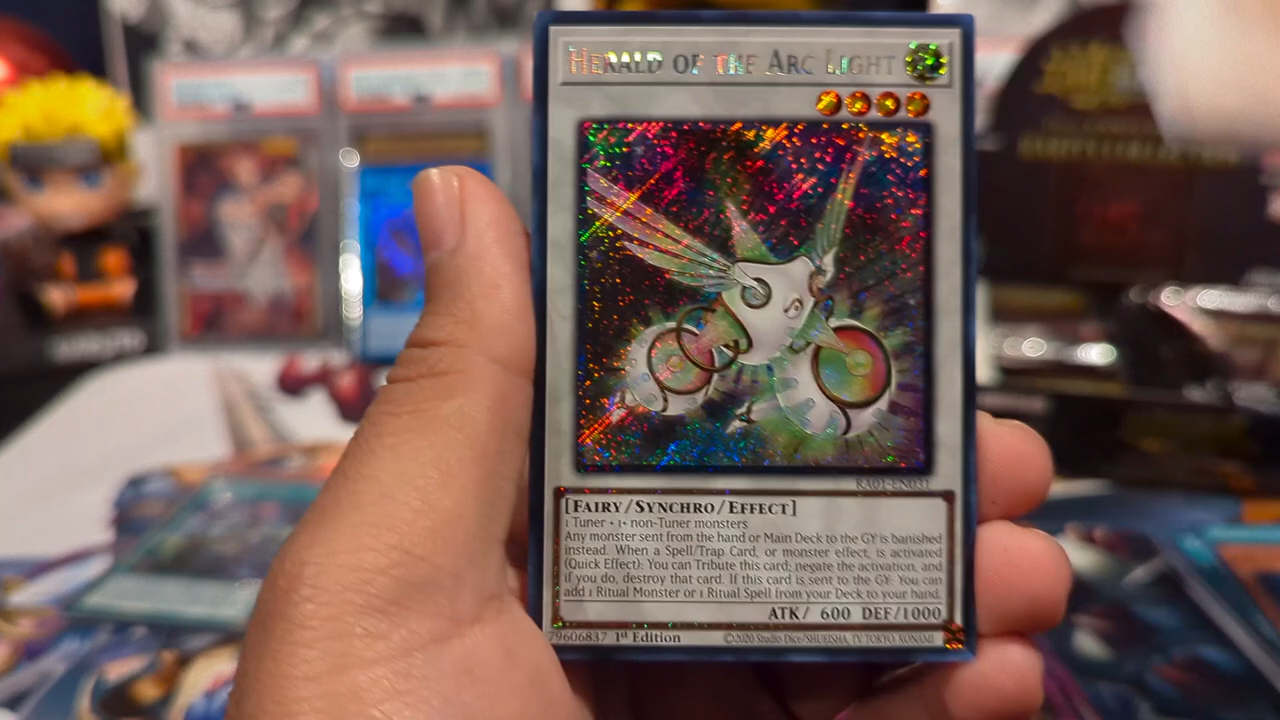 HERALD OF THE ARC LIGHT
RA01-EN031
[FAIRY/SYNCHRO/EFFECT]
1 Tuner + 1+ non-Tuner monsters
Any monster sent from the hand or Main Deck to the GY is banished
instead. When a Spell/Trap Card, or monster effect, is activated
(Quick Effect): You can Tribute this card; negate the activation, and
if you do, destroy that card. If this card is sent to the GY: You can
add 1 Ritual Monster or 1 Ritual Spell from your Deck to your hand.
ATK/ 600 DEF/1000
79606837 1st Edition
©2020 Studio Dice/SHUEISHA, TV TOKYO, KONAMI